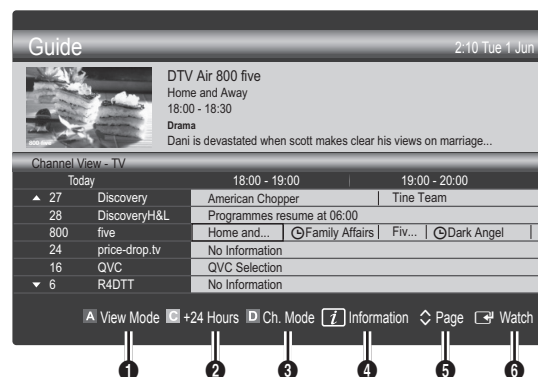 Guide 2:10 Tue 1 Jun
DTV Air 800 five
Home and Away
18:00 - 18:30
Drama
Dani is devastated when scott makes clear his views on marriage...
800 five
Channel View - TV
Today 18:00 - 19:00 19:00 - 20:00
▲ 27 Discovery American Chopper Tine Team
28 DiscoveryH&L Programmes resume at 06:00
800 five Home and... Family Affairs Fiv... Dark Angel
24 price-drop.tv No Information
16 QVC QVC Selection
▼ 6 R4DTT No Information
A View Mode C +24 Hours D Ch. Mode i Information Page Watch
1 2 3 4 5 6